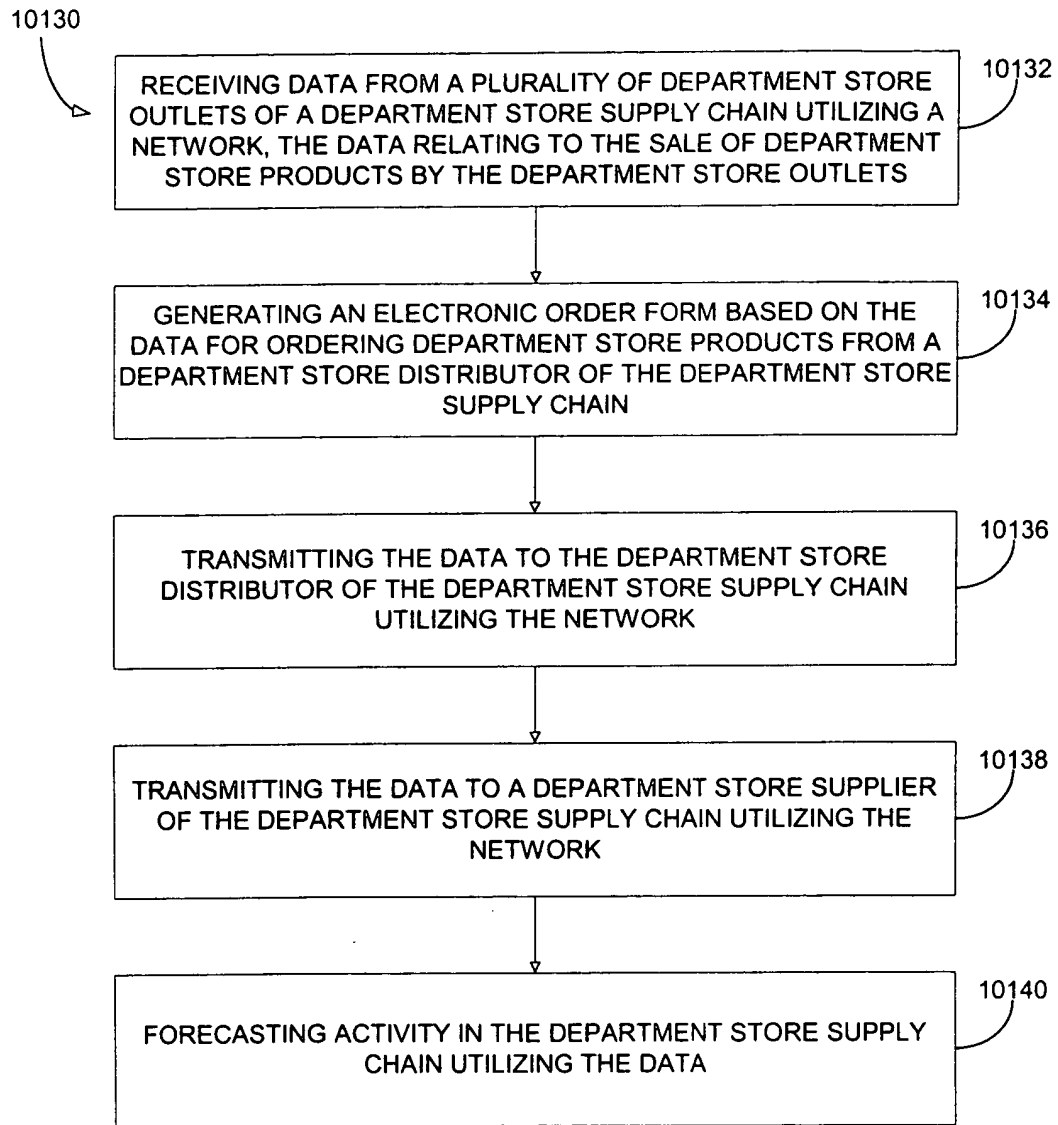 10130
10132
RECEIVING DATA FROM A PLURALITY OF DEPARTMENT STORE
OUTLETS OF A DEPARTMENT STORE SUPPLY CHAIN UTILIZING A
NETWORK, THE DATA RELATING TO THE SALE OF DEPARTMENT
STORE PRODUCTS BY THE DEPARTMENT STORE OUTLETS
10134
GENERATING AN ELECTRONIC ORDER FORM BASED ON THE
DATA FOR ORDERING DEPARTMENT STORE PRODUCTS FROM A
DEPARTMENT STORE DISTRIBUTOR OF THE DEPARTMENT STORE
SUPPLY CHAIN
10136
TRANSMITTING THE DATA TO THE DEPARTMENT STORE
DISTRIBUTOR OF THE DEPARTMENT STORE SUPPLY CHAIN
UTILIZING THE NETWORK
10138
TRANSMITTING THE DATA TO A DEPARTMENT STORE SUPPLIER
OF THE DEPARTMENT STORE SUPPLY CHAIN UTILIZING THE
NETWORK
10140
FORECASTING ACTIVITY IN THE DEPARTMENT STORE SUPPLY
CHAIN UTILIZING THE DATA